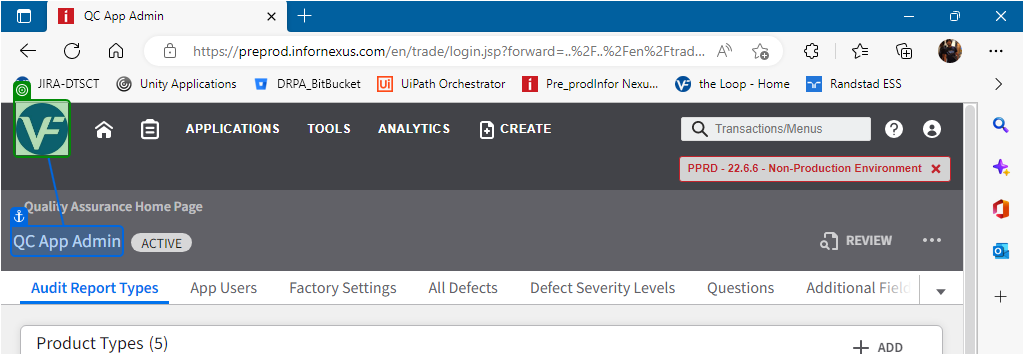 QC App Admin
https://preprod.infornexus.com/en/trade/login.jsp?forward=..%2F..%2Fen%2Ftrad...
JIRA-DTSCT Unity Applications DRPA_BitBucket UiPath Orchestrator Pre_prodInfor Nexu... the Loop - Home Randstad ESS
VF APPLICATIONS TOOLS ANALYTICS CREATE Transactions/Menus
PPRD - 22.6.6 - Non-Production Environment
Quality Assurance Home Page
QC App Admin ACTIVE REVIEW
Audit Report Types App Users Factory Settings All Defects Defect Severity Levels Questions Additional Field
Product Types (5) ADD